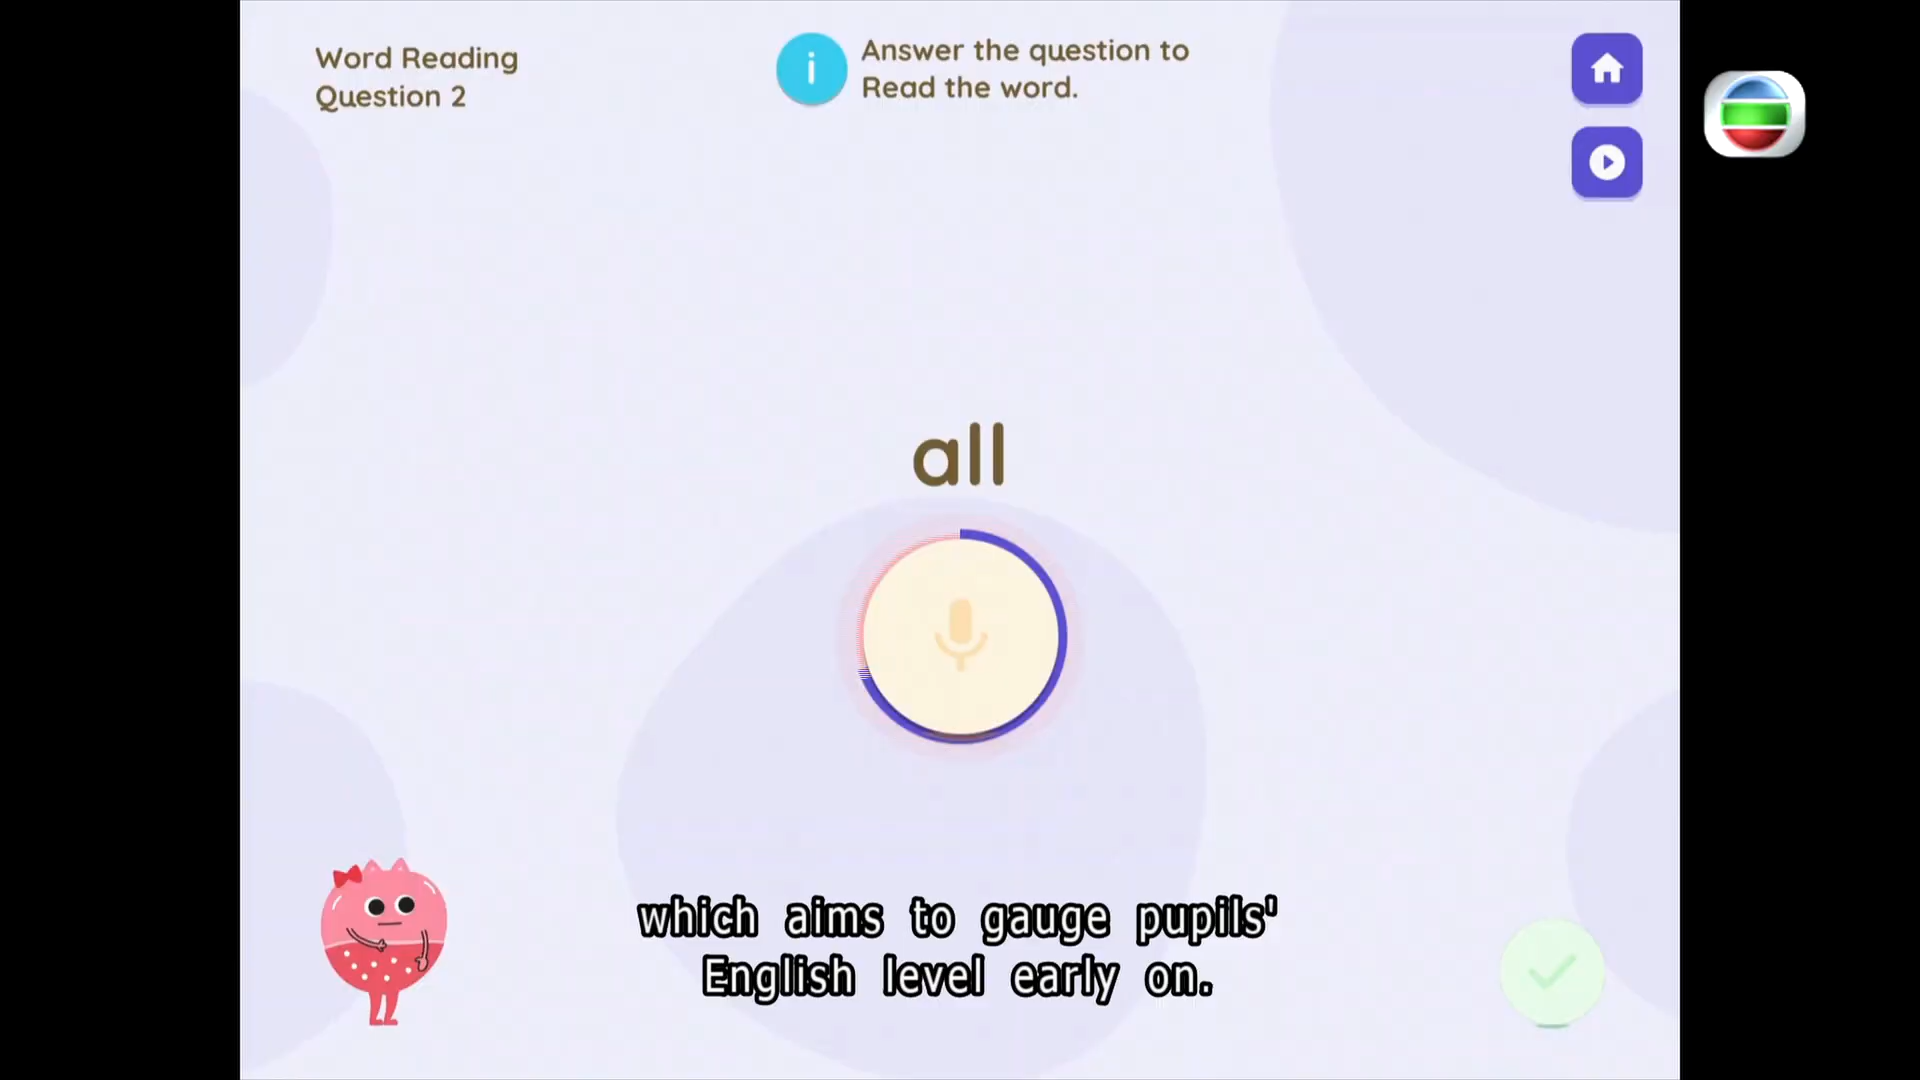 Word Reading
Question 2
Answer the question to
Read the word.
all
which aims to gauge pupils'
English level early on.